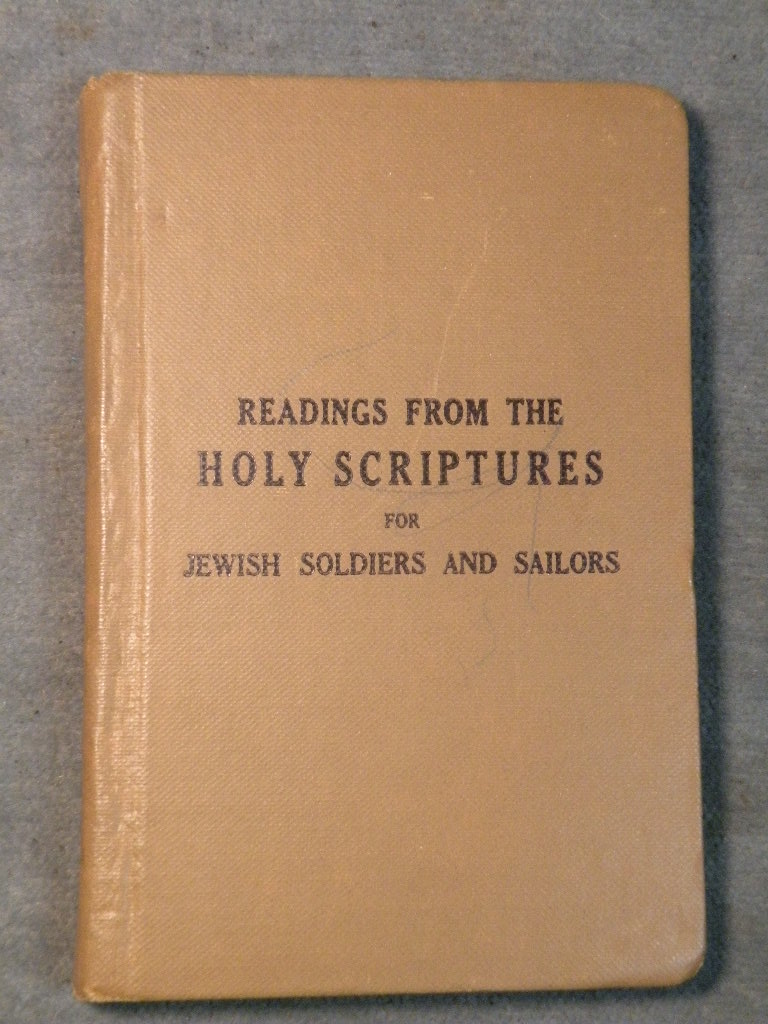 READINGS FROM THE
HOLY SCRIPTURES
FOR
JEWISH SOLDIERS AND SAILORS